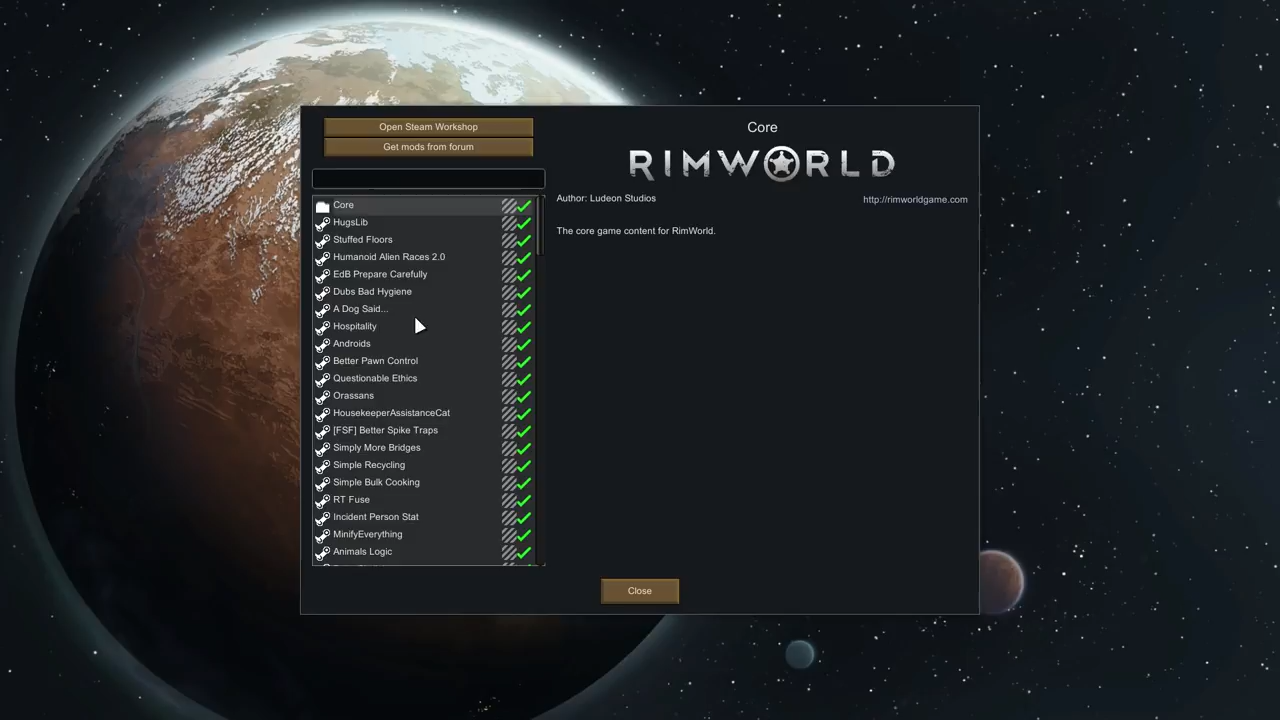 Open Steam Workshop
Get mods from forum
Core
HugsLib
Stuffed Floors
Humanoid Alien Races 2.0
EdB Prepare Carefully
Dubs Bad Hygiene
A Dog Said...
Hospitality
Androids
Better Pawn Control
Questionable Ethics
Orassans
HousekeeperAssistanceCat
[FSF] Better Spike Traps
Simply More Bridges
Simple Recycling
Simple Bulk Cooking
RT Fuse
Incident Person Stat
MinifyEverything
Animals Logic
Core
RIMWORLD
Author: Ludeon Studios
http://rimworldgame.com
The core game content for RimWorld.
Close